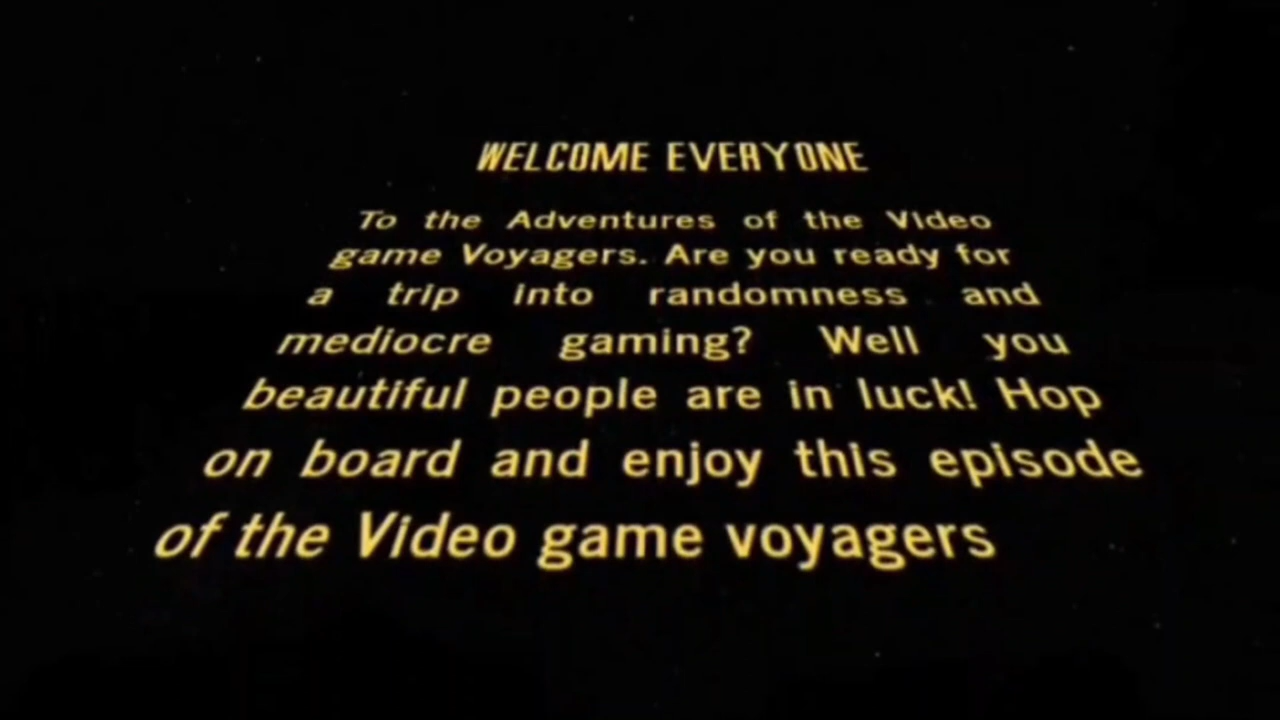 WELCOME EVERYONE
To the Adventures of the Video
game Voyagers. Are you ready for
a trip into randomness and
mediocre gaming? Well you
beautiful people are in luck! Hop
on board and enjoy this episode
of the Video game voyagers